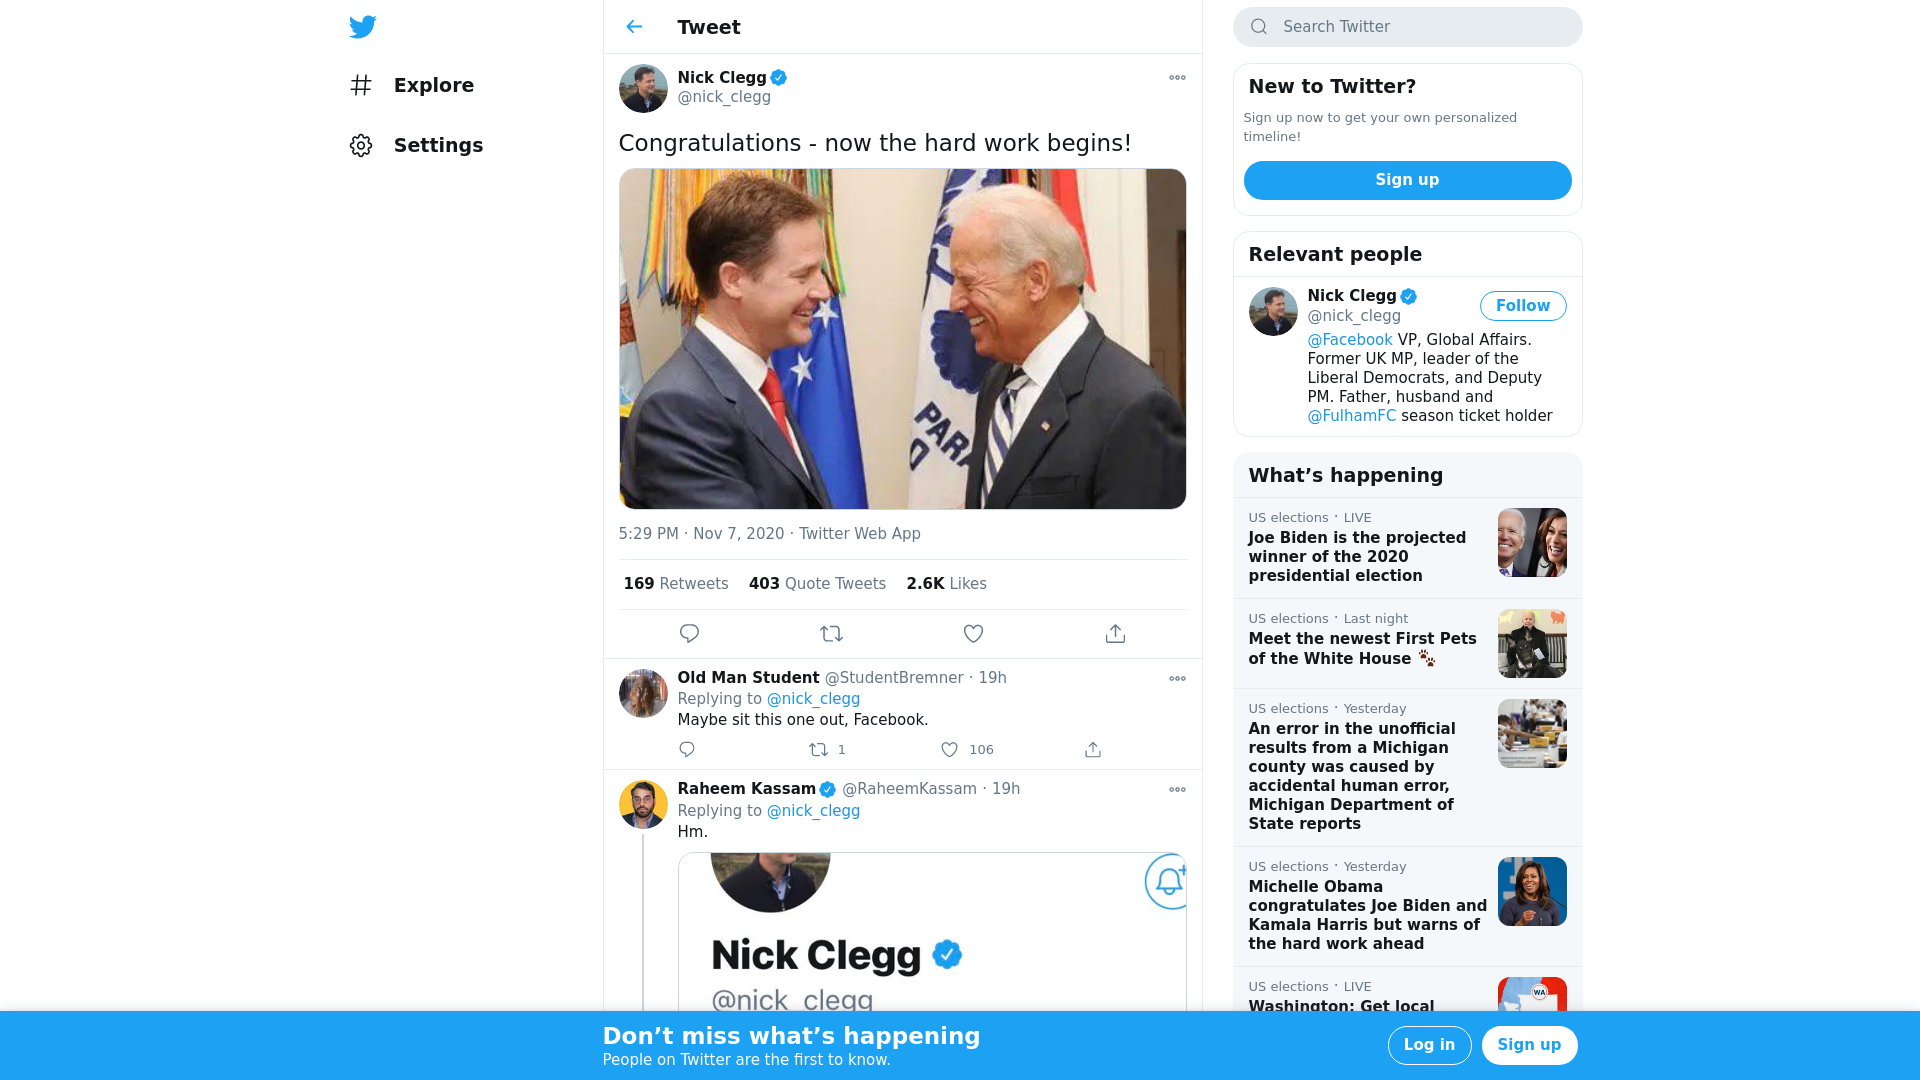 Explore
Settings
Tweet
Nick Clegg
@nick_clegg
Congratulations - now the hard work begins!
PARA
5:29 PM · Nov 7, 2020 · Twitter Web App
169 Retweets 403 Quote Tweets 2.6K Likes
Old Man Student @StudentBremner · 19h
Replying to @nick_clegg
Maybe sit this one out, Facebook.
1 106
Raheem Kassam @RaheemKassam · 19h
Replying to @nick_clegg
Hm.
Nick Clegg
@nick_clegg
Search Twitter
New to Twitter?
Sign up now to get your own personalized
timeline!
Sign up
Relevant people
Nick Clegg
@nick_clegg
Follow
@Facebook VP, Global Affairs.
Former UK MP, leader of the
Liberal Democrats, and Deputy
PM. Father, husband and
@FulhamFC season ticket holder
What’s happening
US elections · LIVE
Joe Biden is the projected
winner of the 2020
presidential election
US elections · Last night
Meet the newest First Pets
of the White House 🐾
US elections · Yesterday
An error in the unofficial
results from a Michigan
county was caused by
accidental human error,
Michigan Department of
State reports
US elections · Yesterday
Michelle Obama
congratulates Joe Biden and
Kamala Harris but warns of
the hard work ahead
US elections · LIVE
Washington: Get local
WA
Don’t miss what’s happening
People on Twitter are the first to know.
Log in
Sign up